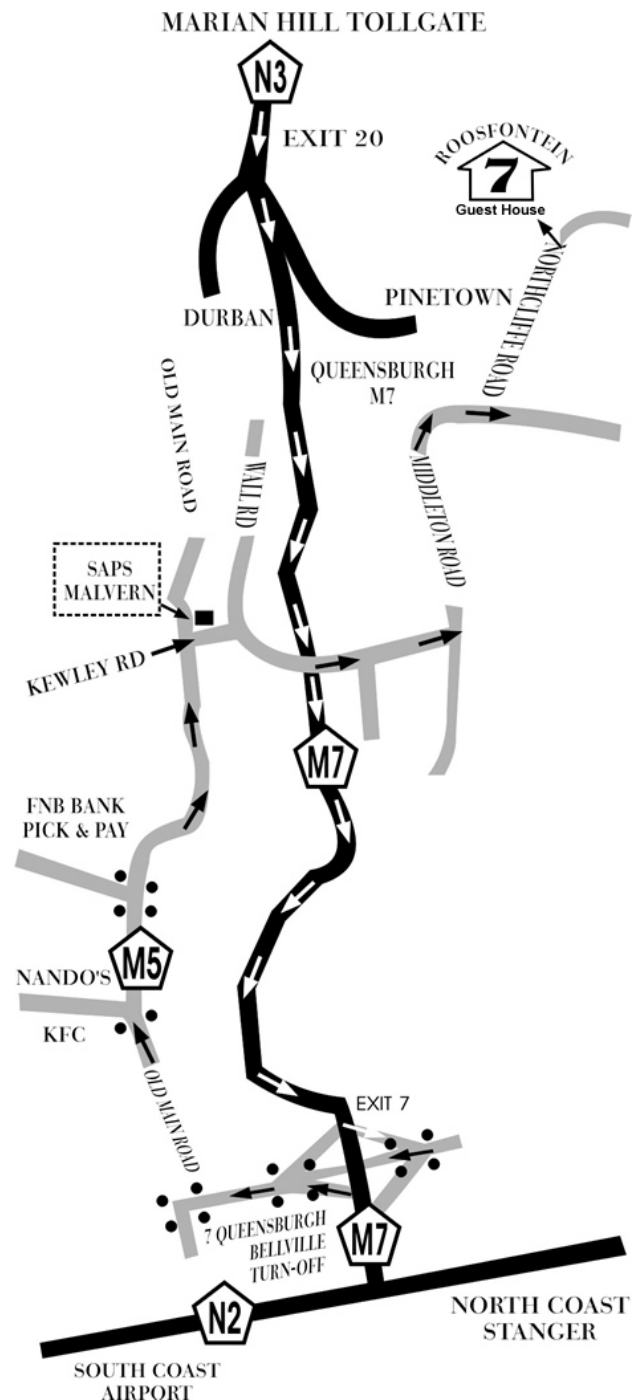 MARIAN HILL TOLLGATE
N3
EXIT 20
ROOSFONTEIN
7
Guest House
DURBAN
PINETOWN
NORTHCLIFFE ROAD
QUEENSBURGH
M7
OLD MAIN ROAD
WALL RD
MIDDLETON ROAD
SAPS
MALVERN
KEWLEY RD
M7
FNB BANK
PICK & PAY
M5
NANDO'S
KFC
OLD MAIN ROAD
EXIT 7
7 QUEENSBURGH
BELLVILLE
TURN-OFF
M7
N2
NORTH COAST
STANGER
SOUTH COAST
AIRPORT